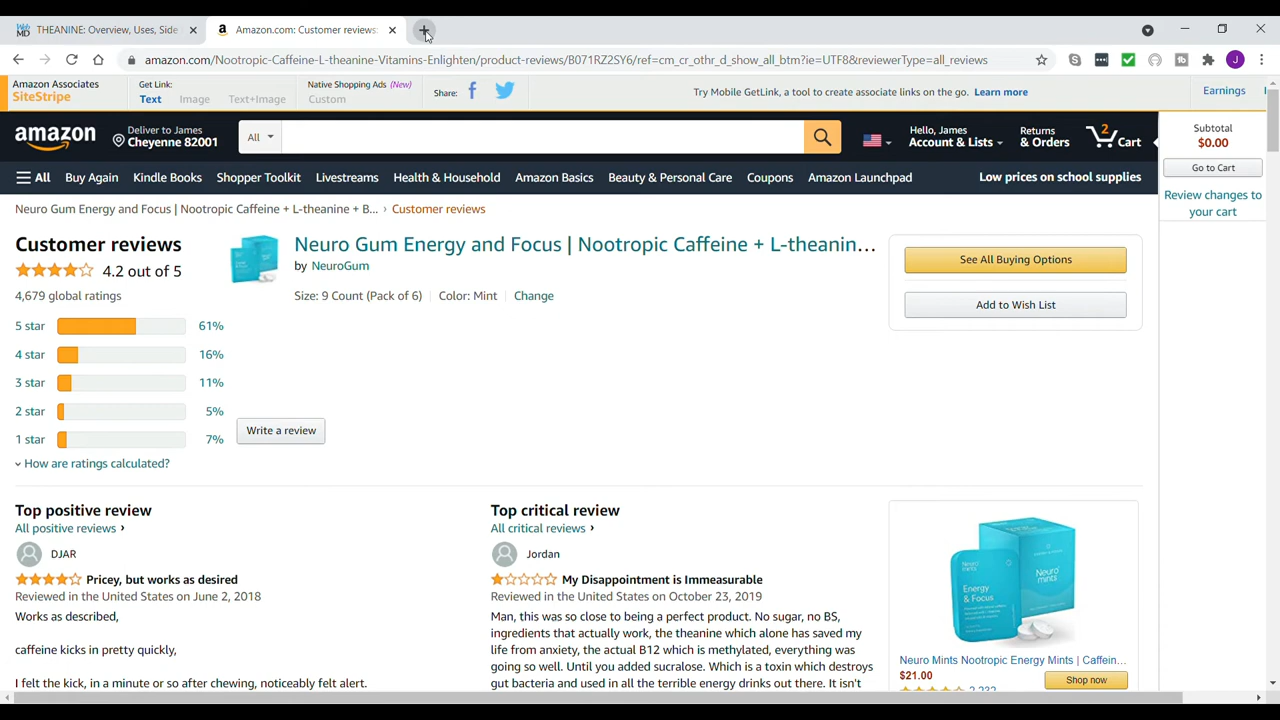 THEANINE: Overview, Uses, Side
Amazon.com: Customer reviews:
amazon.com/Nootropic-Caffeine-L-theanine-Vitamins-Enlighten/product-reviews/B071RZ2SY6/ref=cm_cr_othr_d_show_all_btm?ie=UTF8&reviewerType=all_reviews
Amazon Associates
SiteStripe
Get Link:
Text Image Text+Image
Native Shopping Ads (New)
Custom
Share:
Try Mobile GetLink, a tool to create associate links on the go. Learn more
Earnings
amazon
Deliver to James
Cheyenne 82001
All
Hello, James
Account & Lists
Returns
& Orders
2
Cart
Subtotal
$0.00
Go to Cart
Review changes to
your cart
All Buy Again Kindle Books Shopper Toolkit Livestreams Health & Household Amazon Basics Beauty & Personal Care Coupons Amazon Launchpad
Low prices on school supplies
Neuro Gum Energy and Focus | Nootropic Caffeine + L-theanine + B... › Customer reviews
Customer reviews
4.2 out of 5
4,679 global ratings
5 star 61%
4 star 16%
3 star 11%
2 star 5%
1 star 7%
How are ratings calculated?
Neuro Gum Energy and Focus | Nootropic Caffeine + L-theanin...
by NeuroGum
Size: 9 Count (Pack of 6) Color: Mint Change
Write a review
See All Buying Options
Add to Wish List
Top positive review
All positive reviews ›
DJAR
Pricey, but works as desired
Reviewed in the United States on June 2, 2018
Works as described,
caffeine kicks in pretty quickly,
I felt the kick, in a minute or so after chewing, noticeably felt alert.
Top critical review
All critical reviews ›
Jordan
My Disappointment is Immeasurable
Reviewed in the United States on October 23, 2019
Man, this was so close to being a perfect product. No sugar, no BS,
ingredients that actually work, the theanine which alone has saved my
life from anxiety, the actual B12 which is methylated, everything was
going so well. Until you added sucralose. Which is a toxin which destroys
gut bacteria and used in all the terrible energy drinks out there. It isn't
Neuro
mints
Energy
& Focus
Neuro
mints
Neuro Mints Nootropic Energy Mints | Caffein...
$21.00
Shop now